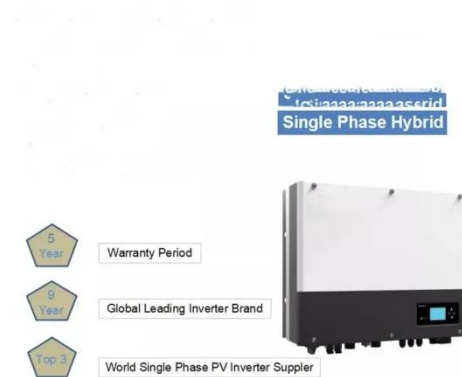 Single Phase Hybrid
5
Year
Warranty Period
9
Year
Global Leading Inverter Brand
Top 3
World Single Phase PV Inverter Suppler